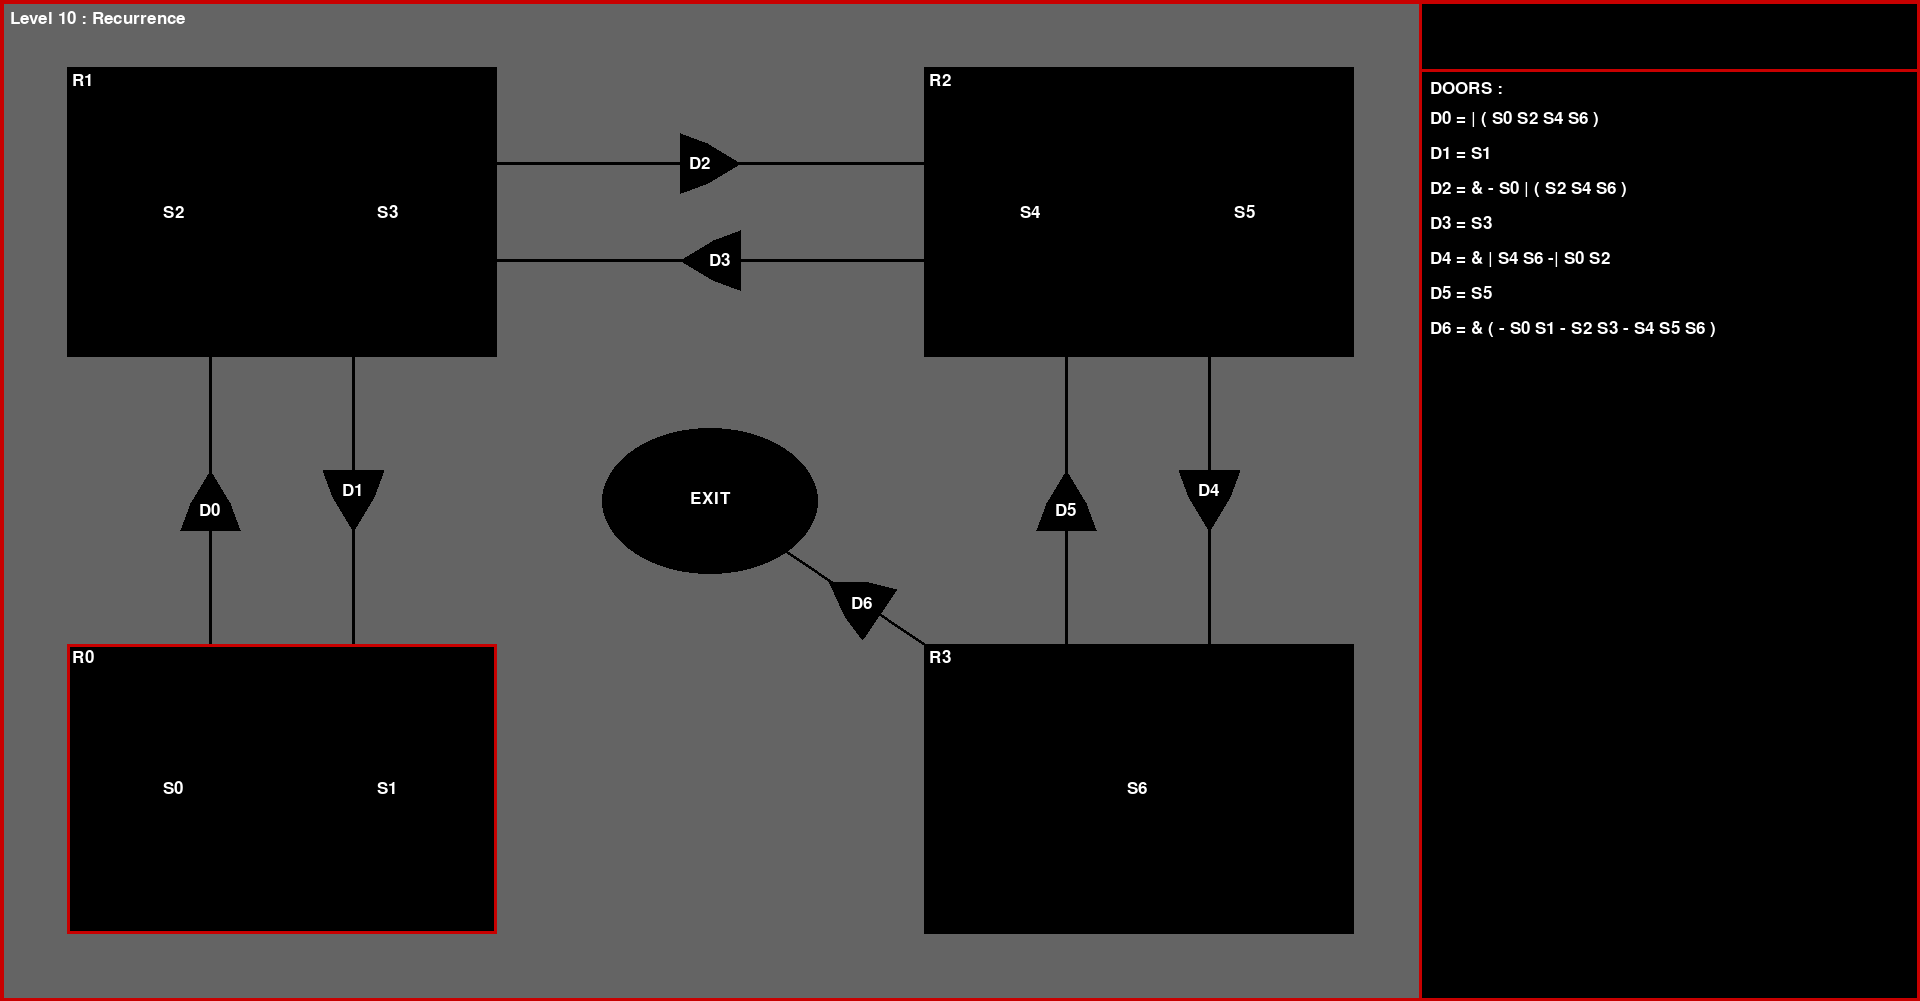 Level 10 : Recurrence
R1
S2
S3
D2
D3
R2
S4
S5
D0
D1
EXIT
D5
D4
D6
R0
S0
S1
R3
S6
DOORS :
D0 = | ( S0 S2 S4 S6 )
D1 = S1
D2 = & - S0 | ( S2 S4 S6 )
D3 = S3
D4 = & | S4 S6 -| S0 S2
D5 = S5
D6 = & ( - S0 S1 - S2 S3 - S4 S5 S6 )